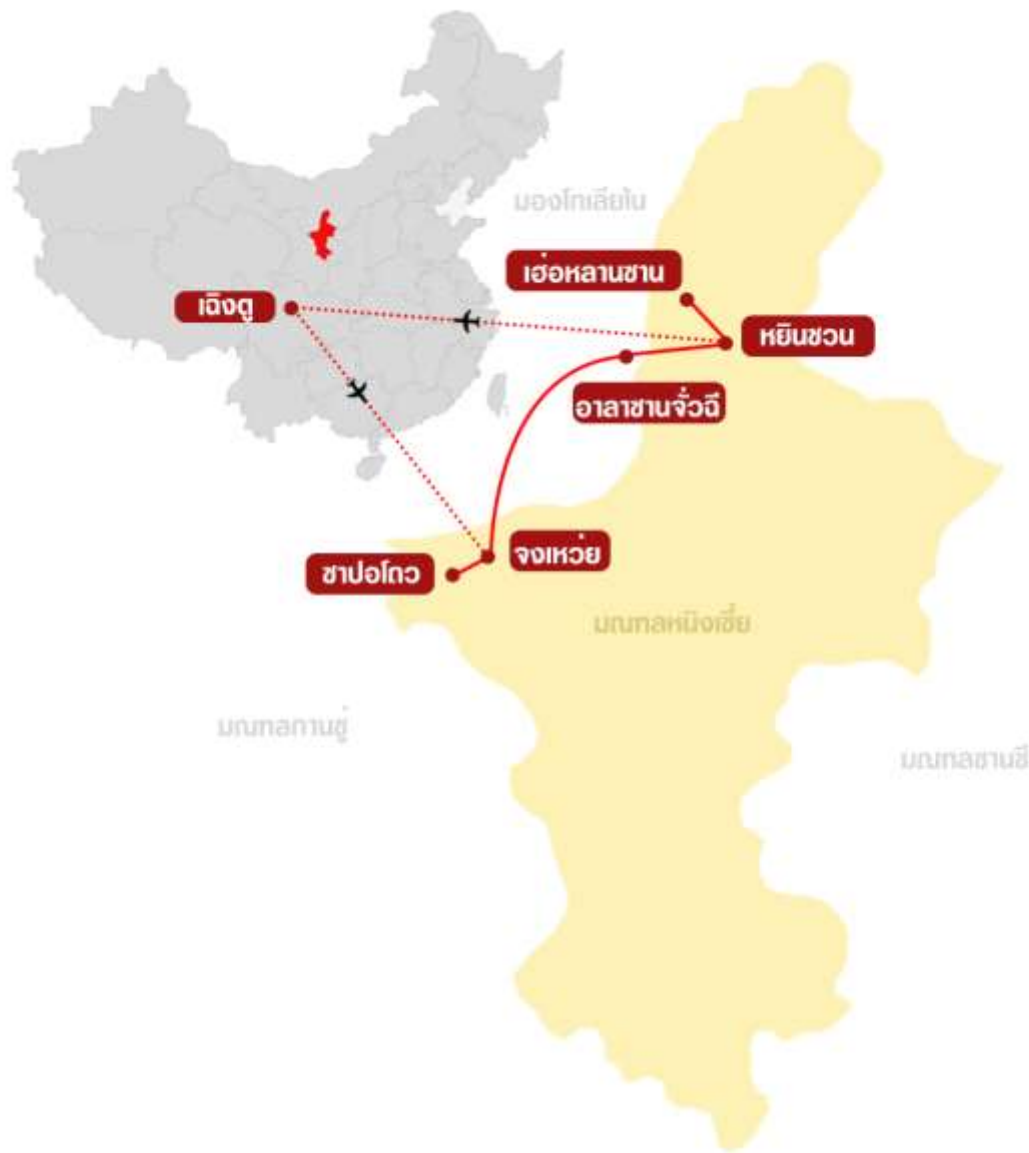 มองโกเลียใน
เฮ่อหลานซาน
เฉิงตู
หยินชวน
อาลาซานจั่วฉี
จงเหว่ย
ซาปอโถว
มณฑลหนิงเซี่ย
มณฑลกานซู่
มณฑลซานซี